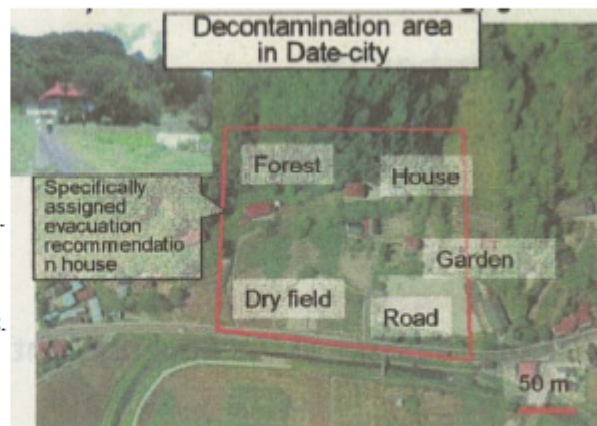 Decontamination area
in Date-city
Forest
House
Specifically
assigned
evacuation
recommendatio
n house
Garden
Dry field
Road
50 m